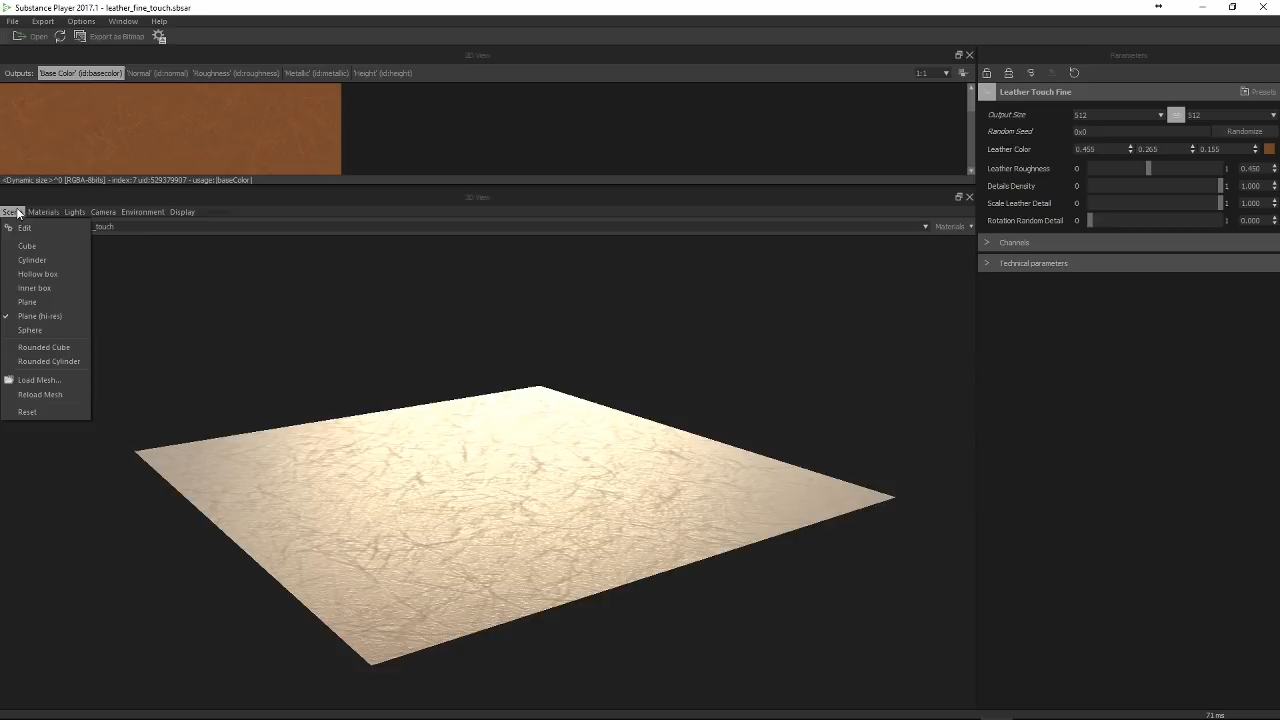 Substance Player 2017.1 - leather_fine_touch.sbsar
File Export Options Window Help
Open Export as Bitmap
2D View
Parameters
Outputs: 'Base Color' (id:basecolor) 'Normal' (id:normal) 'Roughness' (id:roughness) 'Metallic' (id:metallic) 'Height' (id:height) 1:1
Leather Touch Fine Presets
Output Size 512 512
Random Seed 0x0 Randomize
Leather Color 0.455 0.265 0.155
Leather Roughness 0 1 0.450
Details Density 0 1 1.000
Scale Leather Detail 0 1 1.000
Rotation Random Detail 0 1 0.000
Channels
Technical parameters
<Dynamic size>^0 [RGBA-8bits] - index:7 uid:529379907 - usage:[baseColor]
3D View
Materials Lights Camera Environment Display
_touch Materials
Edit
Cube
Cylinder
Hollow box
Inner box
Plane
Plane (hi-res)
Sphere
Rounded Cube
Rounded Cylinder
Load Mesh...
Reload Mesh
Reset
71 ms